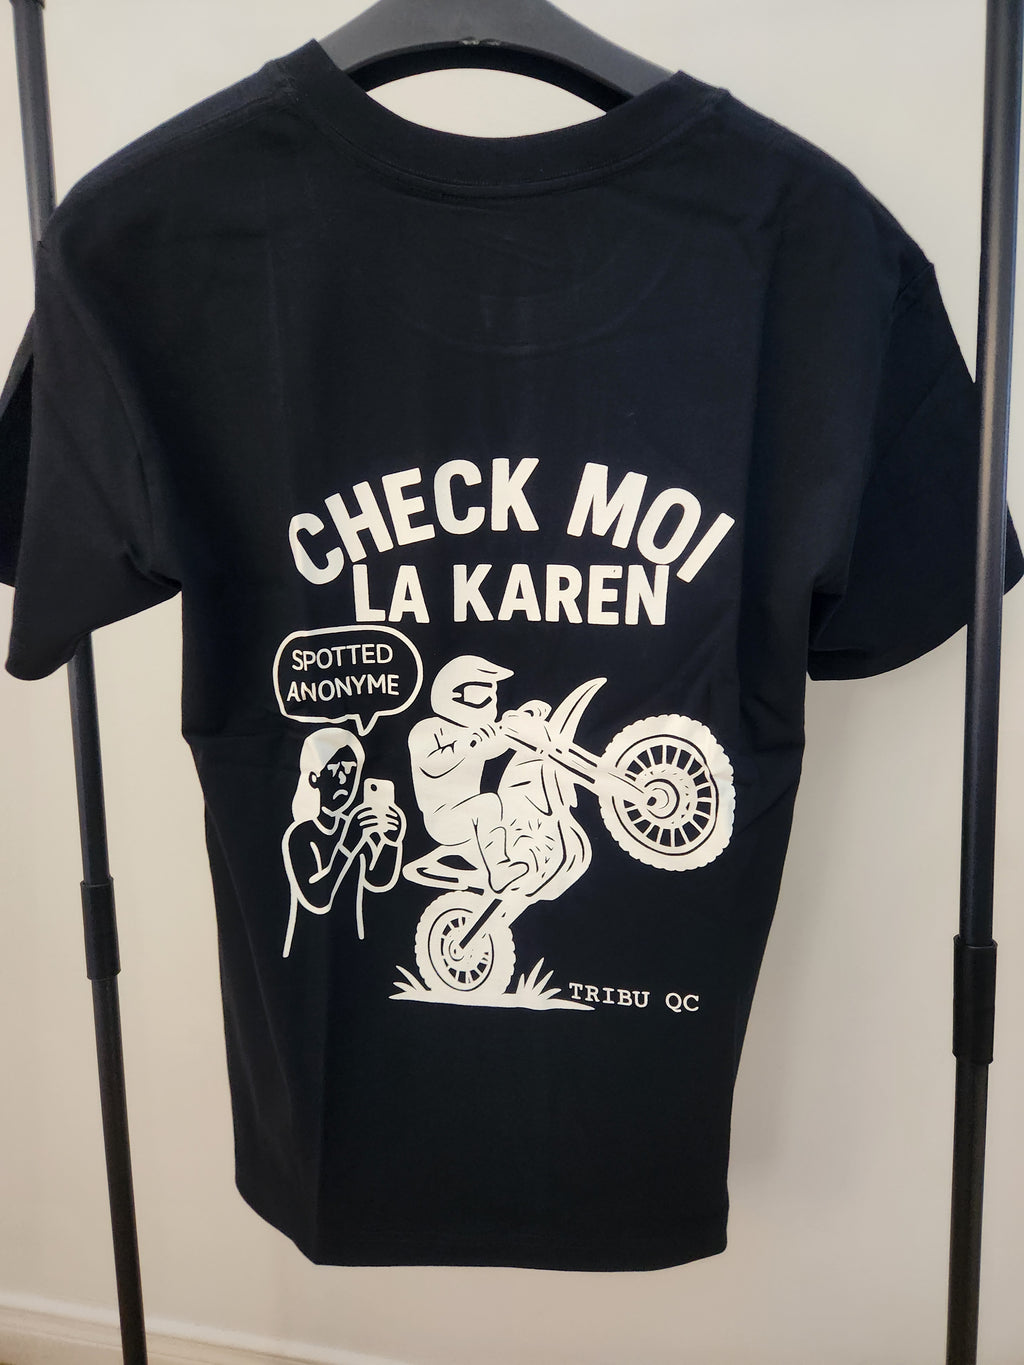 CHECK MOI
LA KAREN
SPOTTED
ANONYME
TRIBU QC